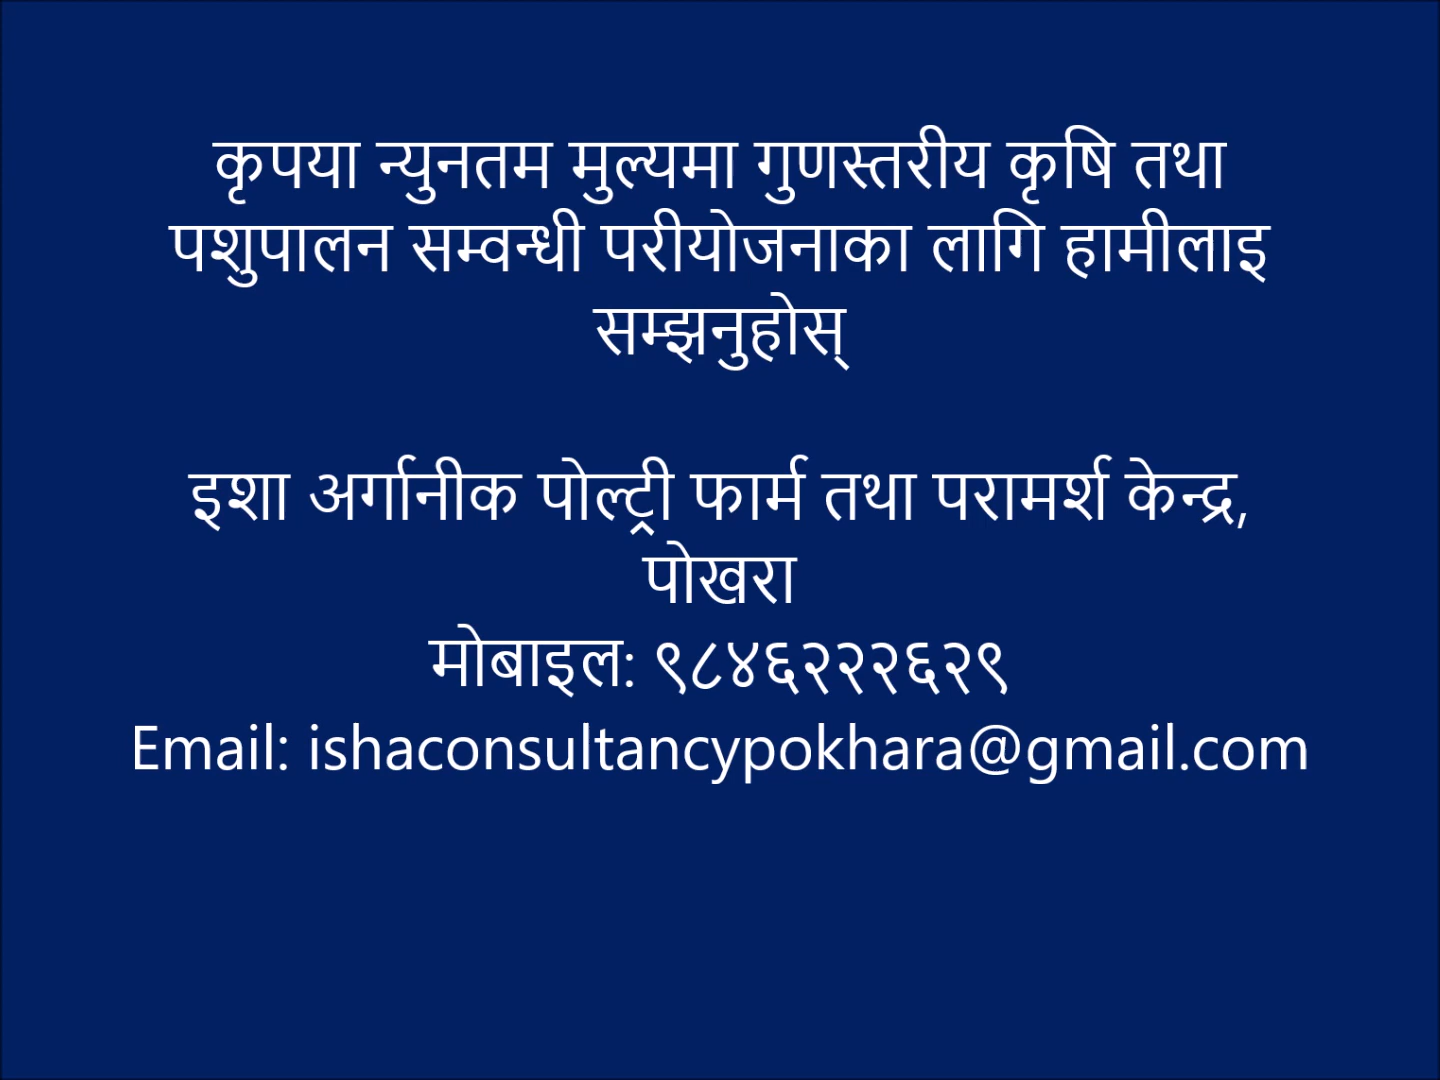 कृपया न्युनतम मुल्यमा गुणस्तरीय कृषि तथा
पशुपालन सम्वन्धी परीयोजनाका लागि हामीलाइ
सम्झनुहोस्
इशा अर्गानीक पोल्ट्री फार्म तथा परामर्श केन्द्र,
पोखरा
मोबाइल: ९८४६२२२६२९
Email: ishaconsultancypokhara@gmail.com